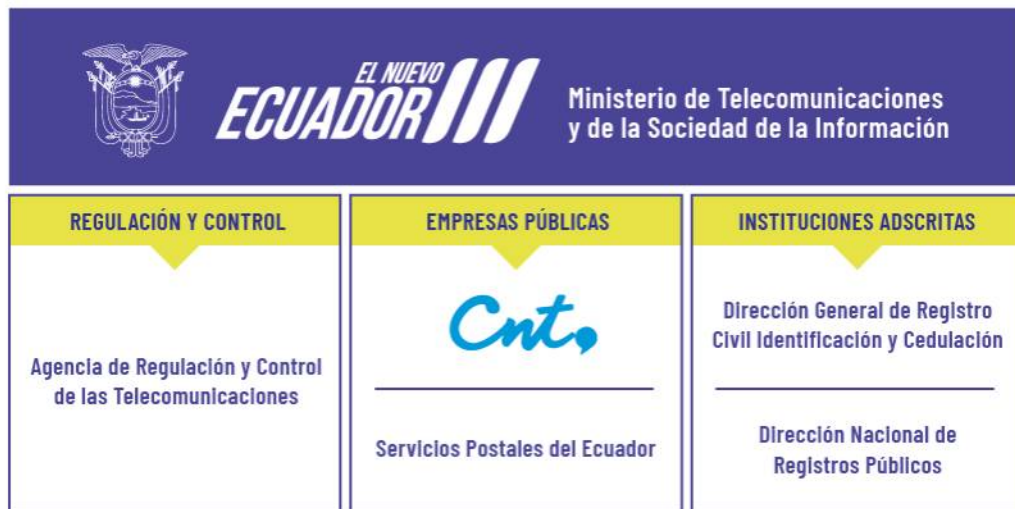 EL NUEVO
ECUADOR
Ministerio de Telecomunicaciones
y de la Sociedad de la Información
REGULACIÓN Y CONTROL
Agencia de Regulación y Control
de las Telecomunicaciones
EMPRESAS PÚBLICAS
Cnt
Servicios Postales del Ecuador
INSTITUCIONES ADSCRITAS
Dirección General de Registro
Civil Identificación y Cedulación
Dirección Nacional de
Registros Públicos